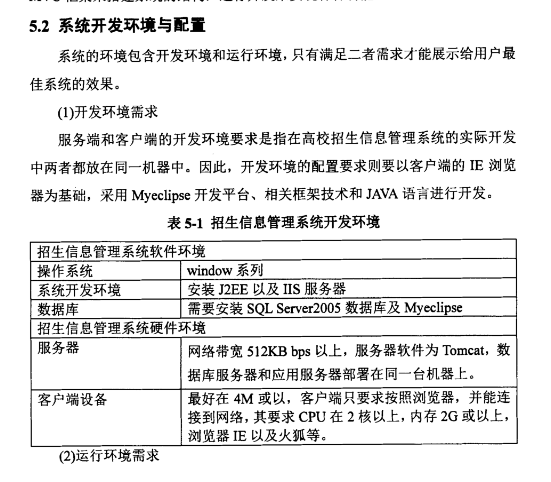 5.2 系统开发环境与配置
系统的环境包含开发环境和运行环境，只有满足二者需求才能展示给用户最
佳系统的效果。
(1)开发环境需求
服务端和客户端的开发环境要求是指在高校招生信息管理系统的实际开发
中两者都放在同一机器中。因此，开发环境的配置要求则要以客户端的 IE 浏览
器为基础，采用 Myeclipse 开发平台、相关框架技术和 JAVA 语言进行开发。
表 5-1 招生信息管理系统开发环境
招生信息管理系统软件环境
操作系统 window 系列
系统开发环境 安装 J2EE 以及 IIS 服务器
数据库 需要安装 SQL Server2005 数据库及 Myeclipse
招生信息管理系统硬件环境
服务器 网络带宽 512KB bps 以上，服务器软件为 Tomcat，数
据库服务器和应用服务器部署在同一台机器上。
客户端设备 最好在 4M 或以，客户端只要求按照浏览器，并能连
接到网络，其要求 CPU 在 2 核以上，内存 2G 或以上，
浏览器 IE 以及火狐等。
(2)运行环境需求